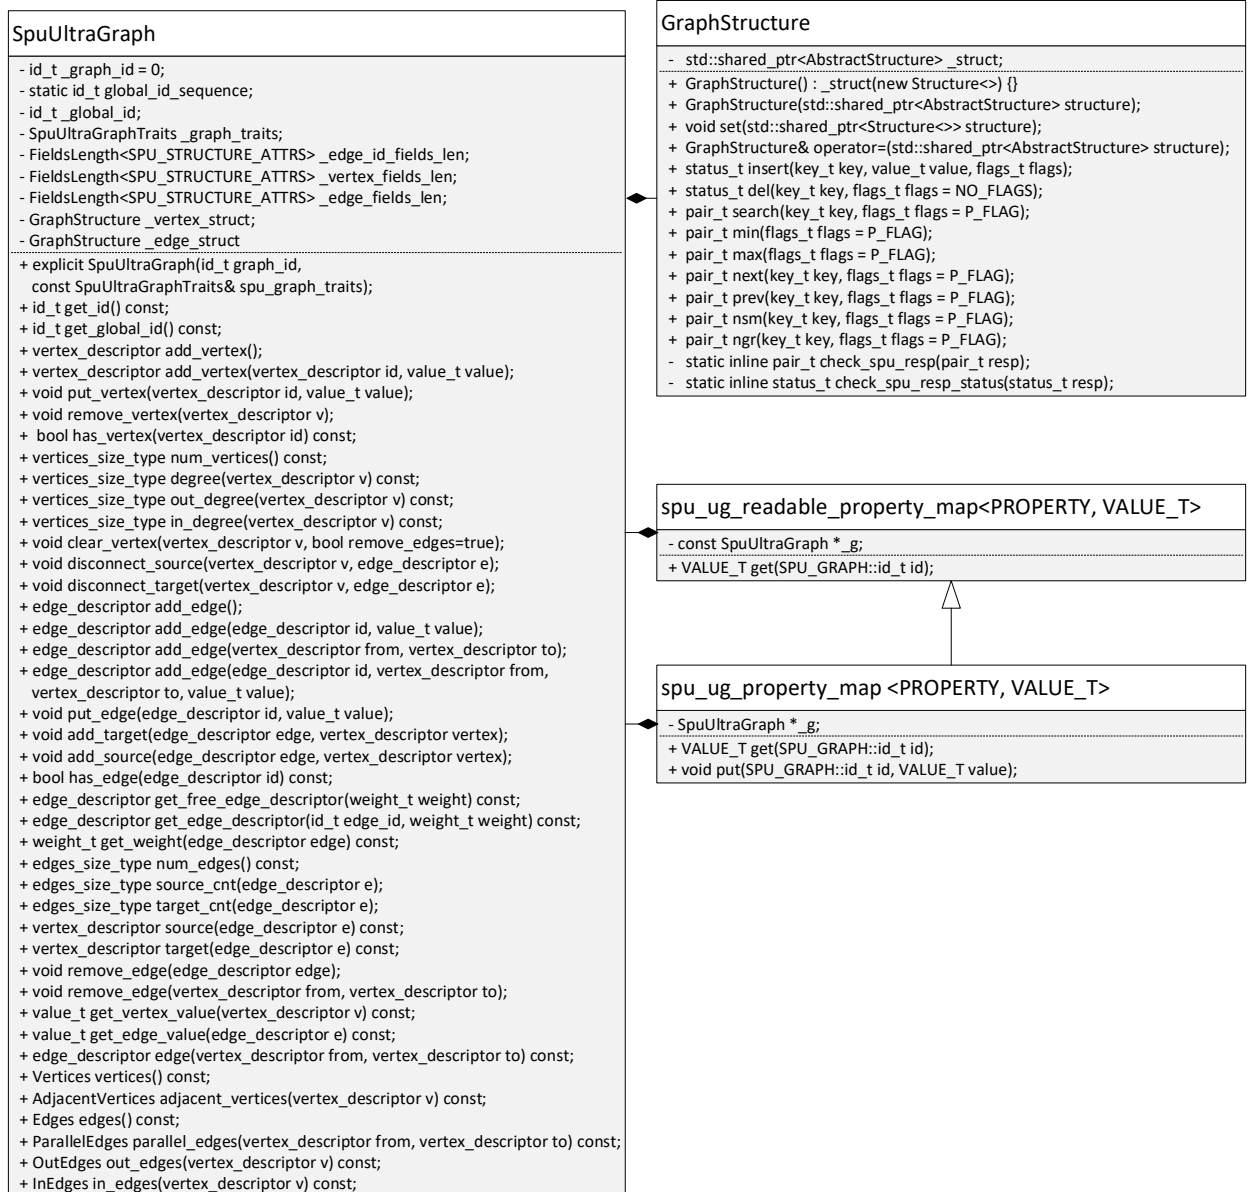 SpuUltraGraph
- id_t _graph_id = 0;
- static id_t global_id_sequence;
- id_t _global_id;
- SpuUltraGraphTraits _graph_traits;
- FieldsLength<SPU_STRUCTURE_ATTRS> _edge_id_fields_len;
- FieldsLength<SPU_STRUCTURE_ATTRS> _vertex_fields_len;
- FieldsLength<SPU_STRUCTURE_ATTRS> _edge_fields_len;
- GraphStructure _vertex_struct;
- GraphStructure _edge_struct
+ explicit SpuUltraGraph(id_t graph_id,
const SpuUltraGraphTraits& spu_graph_traits);
+ id_t get_id() const;
+ id_t get_global_id() const;
+ vertex_descriptor add_vertex();
+ vertex_descriptor add_vertex(vertex_descriptor id, value_t value);
+ void put_vertex(vertex_descriptor id, value_t value);
+ void remove_vertex(vertex_descriptor v);
+ bool has_vertex(vertex_descriptor id) const;
+ vertices_size_type num_vertices() const;
+ vertices_size_type degree(vertex_descriptor v) const;
+ vertices_size_type out_degree(vertex_descriptor v) const;
+ vertices_size_type in_degree(vertex_descriptor v) const;
+ void clear_vertex(vertex_descriptor v, bool remove_edges=true);
+ void disconnect_source(vertex_descriptor v, edge_descriptor e);
+ void disconnect_target(vertex_descriptor v, edge_descriptor e);
+ edge_descriptor add_edge();
+ edge_descriptor add_edge(edge_descriptor id, value_t value);
+ edge_descriptor add_edge(vertex_descriptor from, vertex_descriptor to);
+ edge_descriptor add_edge(edge_descriptor id, vertex_descriptor from,
vertex_descriptor to, value_t value);
+ void put_edge(edge_descriptor id, value_t value);
+ void add_target(edge_descriptor edge, vertex_descriptor vertex);
+ void add_source(edge_descriptor edge, vertex_descriptor vertex);
+ bool has_edge(edge_descriptor id) const;
+ edge_descriptor get_free_edge_descriptor(weight_t weight) const;
+ edge_descriptor get_edge_descriptor(id_t edge_id, weight_t weight) const;
+ weight_t get_weight(edge_descriptor edge) const;
+ edges_size_type num_edges() const;
+ edges_size_type source_cnt(edge_descriptor e);
+ edges_size_type target_cnt(edge_descriptor e);
+ vertex_descriptor source(edge_descriptor e) const;
+ vertex_descriptor target(edge_descriptor e) const;
+ void remove_edge(edge_descriptor edge);
+ void remove_edge(vertex_descriptor from, vertex_descriptor to);
+ value_t get_vertex_value(vertex_descriptor v) const;
+ value_t get_edge_value(edge_descriptor e) const;
+ edge_descriptor edge(vertex_descriptor from, vertex_descriptor to) const;
+ Vertices vertices() const;
+ AdjacentVertices adjacent_vertices(vertex_descriptor v) const;
+ Edges edges() const;
+ ParallelEdges parallel_edges(vertex_descriptor from, vertex_descriptor to) const;
+ OutEdges out_edges(vertex_descriptor v) const;
+ InEdges in_edges(vertex_descriptor v) const;
GraphStructure
- std::shared_ptr<AbstractStructure> _struct;
+ GraphStructure() : _struct(new Structure<>) {}
+ GraphStructure(std::shared_ptr<AbstractStructure> structure);
+ void set(std::shared_ptr<Structure<>> structure);
+ GraphStructure& operator=(std::shared_ptr<AbstractStructure> structure);
+ status_t insert(key_t key, value_t value, flags_t flags);
+ status_t del(key_t key, flags_t flags = NO_FLAGS);
+ pair_t search(key_t key, flags_t flags = P_FLAG);
+ pair_t min(flags_t flags = P_FLAG);
+ pair_t max(flags_t flags = P_FLAG);
+ pair_t next(key_t key, flags_t flags = P_FLAG);
+ pair_t prev(key_t key, flags_t flags = P_FLAG);
+ pair_t nsm(key_t key, flags_t flags = P_FLAG);
+ pair_t ngr(key_t key, flags_t flags = P_FLAG);
- static inline pair_t check_spu_resp(pair_t resp);
- static inline status_t check_spu_resp_status(status_t resp);
spu_ug_readable_property_map<PROPERTY, VALUE_T>
- const SpuUltraGraph *_g;
+ VALUE_T get(SPU_GRAPH::id_t id);
spu_ug_property_map <PROPERTY, VALUE_T>
- SpuUltraGraph *_g;
+ VALUE_T get(SPU_GRAPH::id_t id);
+ void put(SPU_GRAPH::id_t id, VALUE_T value);